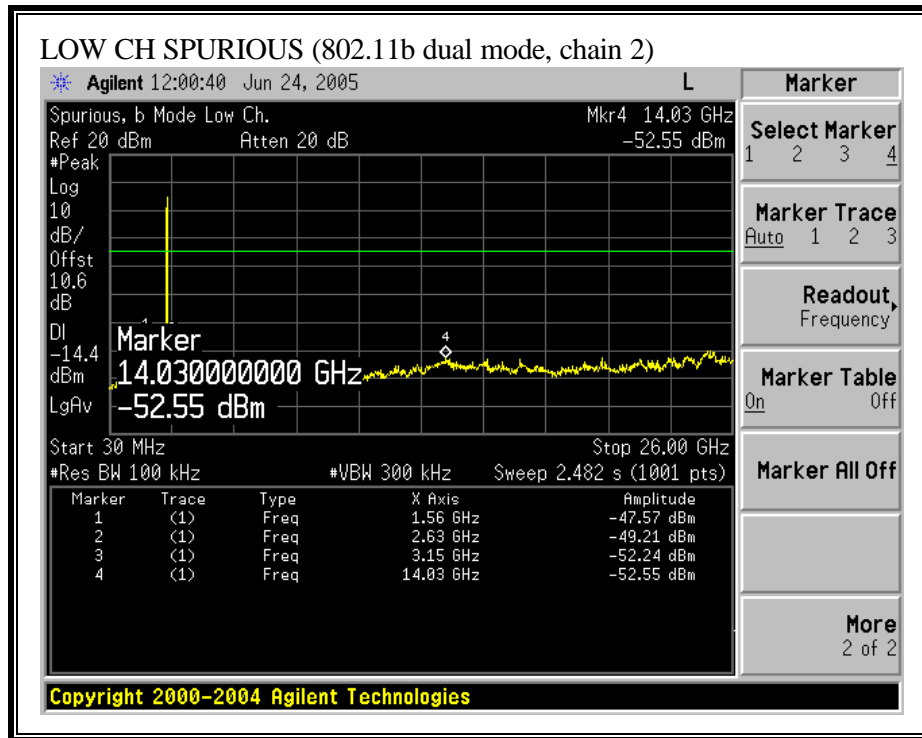 LOW CH SPURIOUS (802.11b dual mode, chain 2)
Agilent 12:00:40 Jun 24, 2005 L
Spurious, b Mode Low Ch. Mkr4 14.03 GHz
Ref 20 dBm Atten 20 dB -52.55 dBm
#Peak
Log
10
dB/
Offst
10.6
dB
DI
-14.4
dBm
LgAv
1
4
Marker
14.030000000 GHz
-52.55 dBm
Start 30 MHz Stop 26.00 GHz
#Res BW 100 kHz #VBW 300 kHz Sweep 2.482 s (1001 pts)
Marker Trace Type X Axis Amplitude
1 (1) Freq 1.56 GHz -47.57 dBm
2 (1) Freq 2.63 GHz -49.21 dBm
3 (1) Freq 3.15 GHz -52.24 dBm
4 (1) Freq 14.03 GHz -52.55 dBm
Marker
Select Marker
1 2 3 4
Marker Trace
Auto 1 2 3
Readout
Frequency
Marker Table
On Off
Marker All Off
More
2 of 2
Copyright 2000-2004 Agilent Technologies